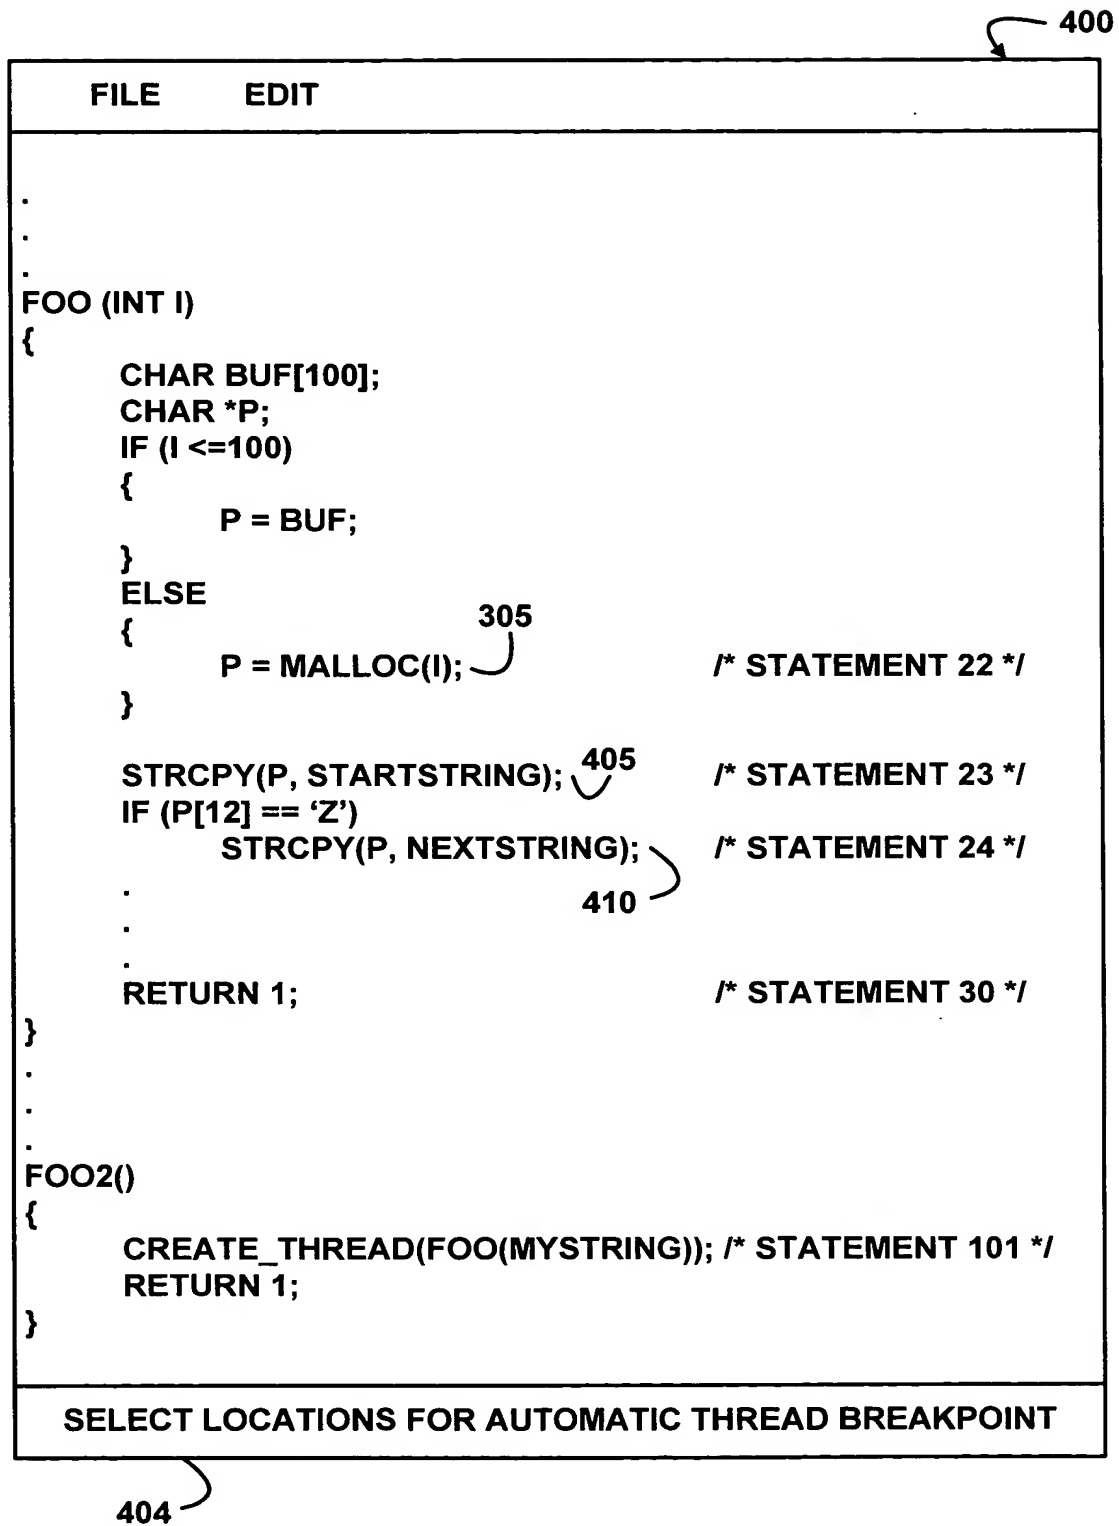 400
FILE EDIT
.
.
.
FOO (INT I)
{
CHAR BUF[100];
CHAR *P;
IF (I <=100)
{
P = BUF;
}
ELSE
{
305
P = MALLOC(I); /* STATEMENT 22 */
}
STRCPY(P, STARTSTRING); 405 /* STATEMENT 23 */
IF (P[12] == ‘Z’)
STRCPY(P, NEXTSTRING); /* STATEMENT 24 */
.
410
.
.
RETURN 1; /* STATEMENT 30 */
}
.
.
.
FOO2()
{
CREATE_THREAD(FOO(MYSTRING)); /* STATEMENT 101 */
RETURN 1;
}
SELECT LOCATIONS FOR AUTOMATIC THREAD BREAKPOINT
404